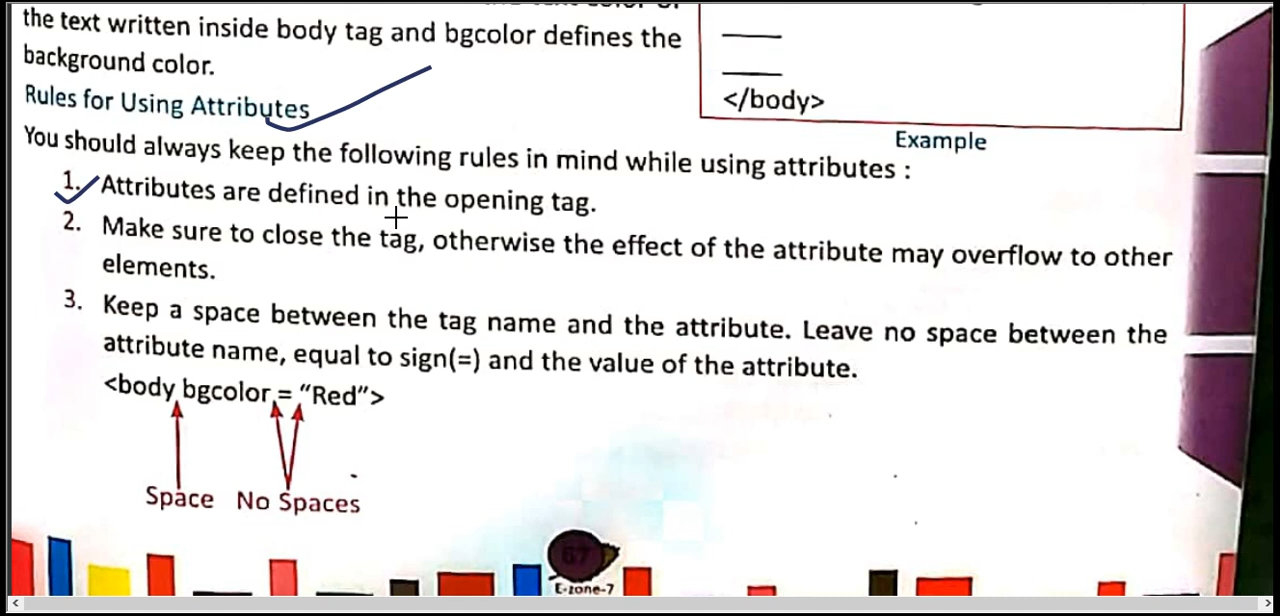 the text written inside body tag and bgcolor defines the
background color.
</body>
Example
Rules for Using Attributes
You should always keep the following rules in mind while using attributes :
1. Attributes are defined in the opening tag.
2. Make sure to close the tag, otherwise the effect of the attribute may overflow to other
elements.
3. Keep a space between the tag name and the attribute. Leave no space between the
attribute name, equal to sign(=) and the value of the attribute.
<body bgcolor = “Red”>
Space No Spaces
67
E-zone-7